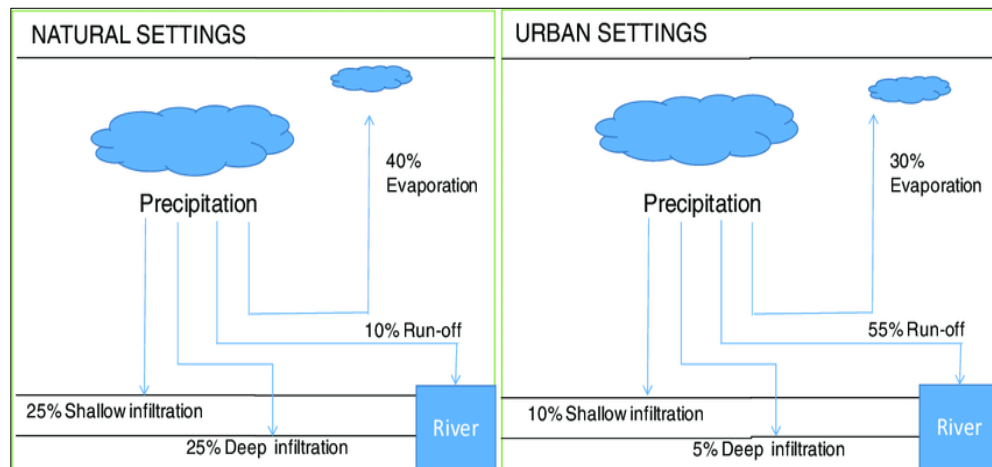 NATURAL SETTINGS
40%
Evaporation
Precipitation
10% Run-off
25% Shallow infiltration
River
25% Deep infiltration
URBAN SETTINGS
30%
Evaporation
Precipitation
55% Run-off
10% Shallow infiltration
River
5% Deep infiltration